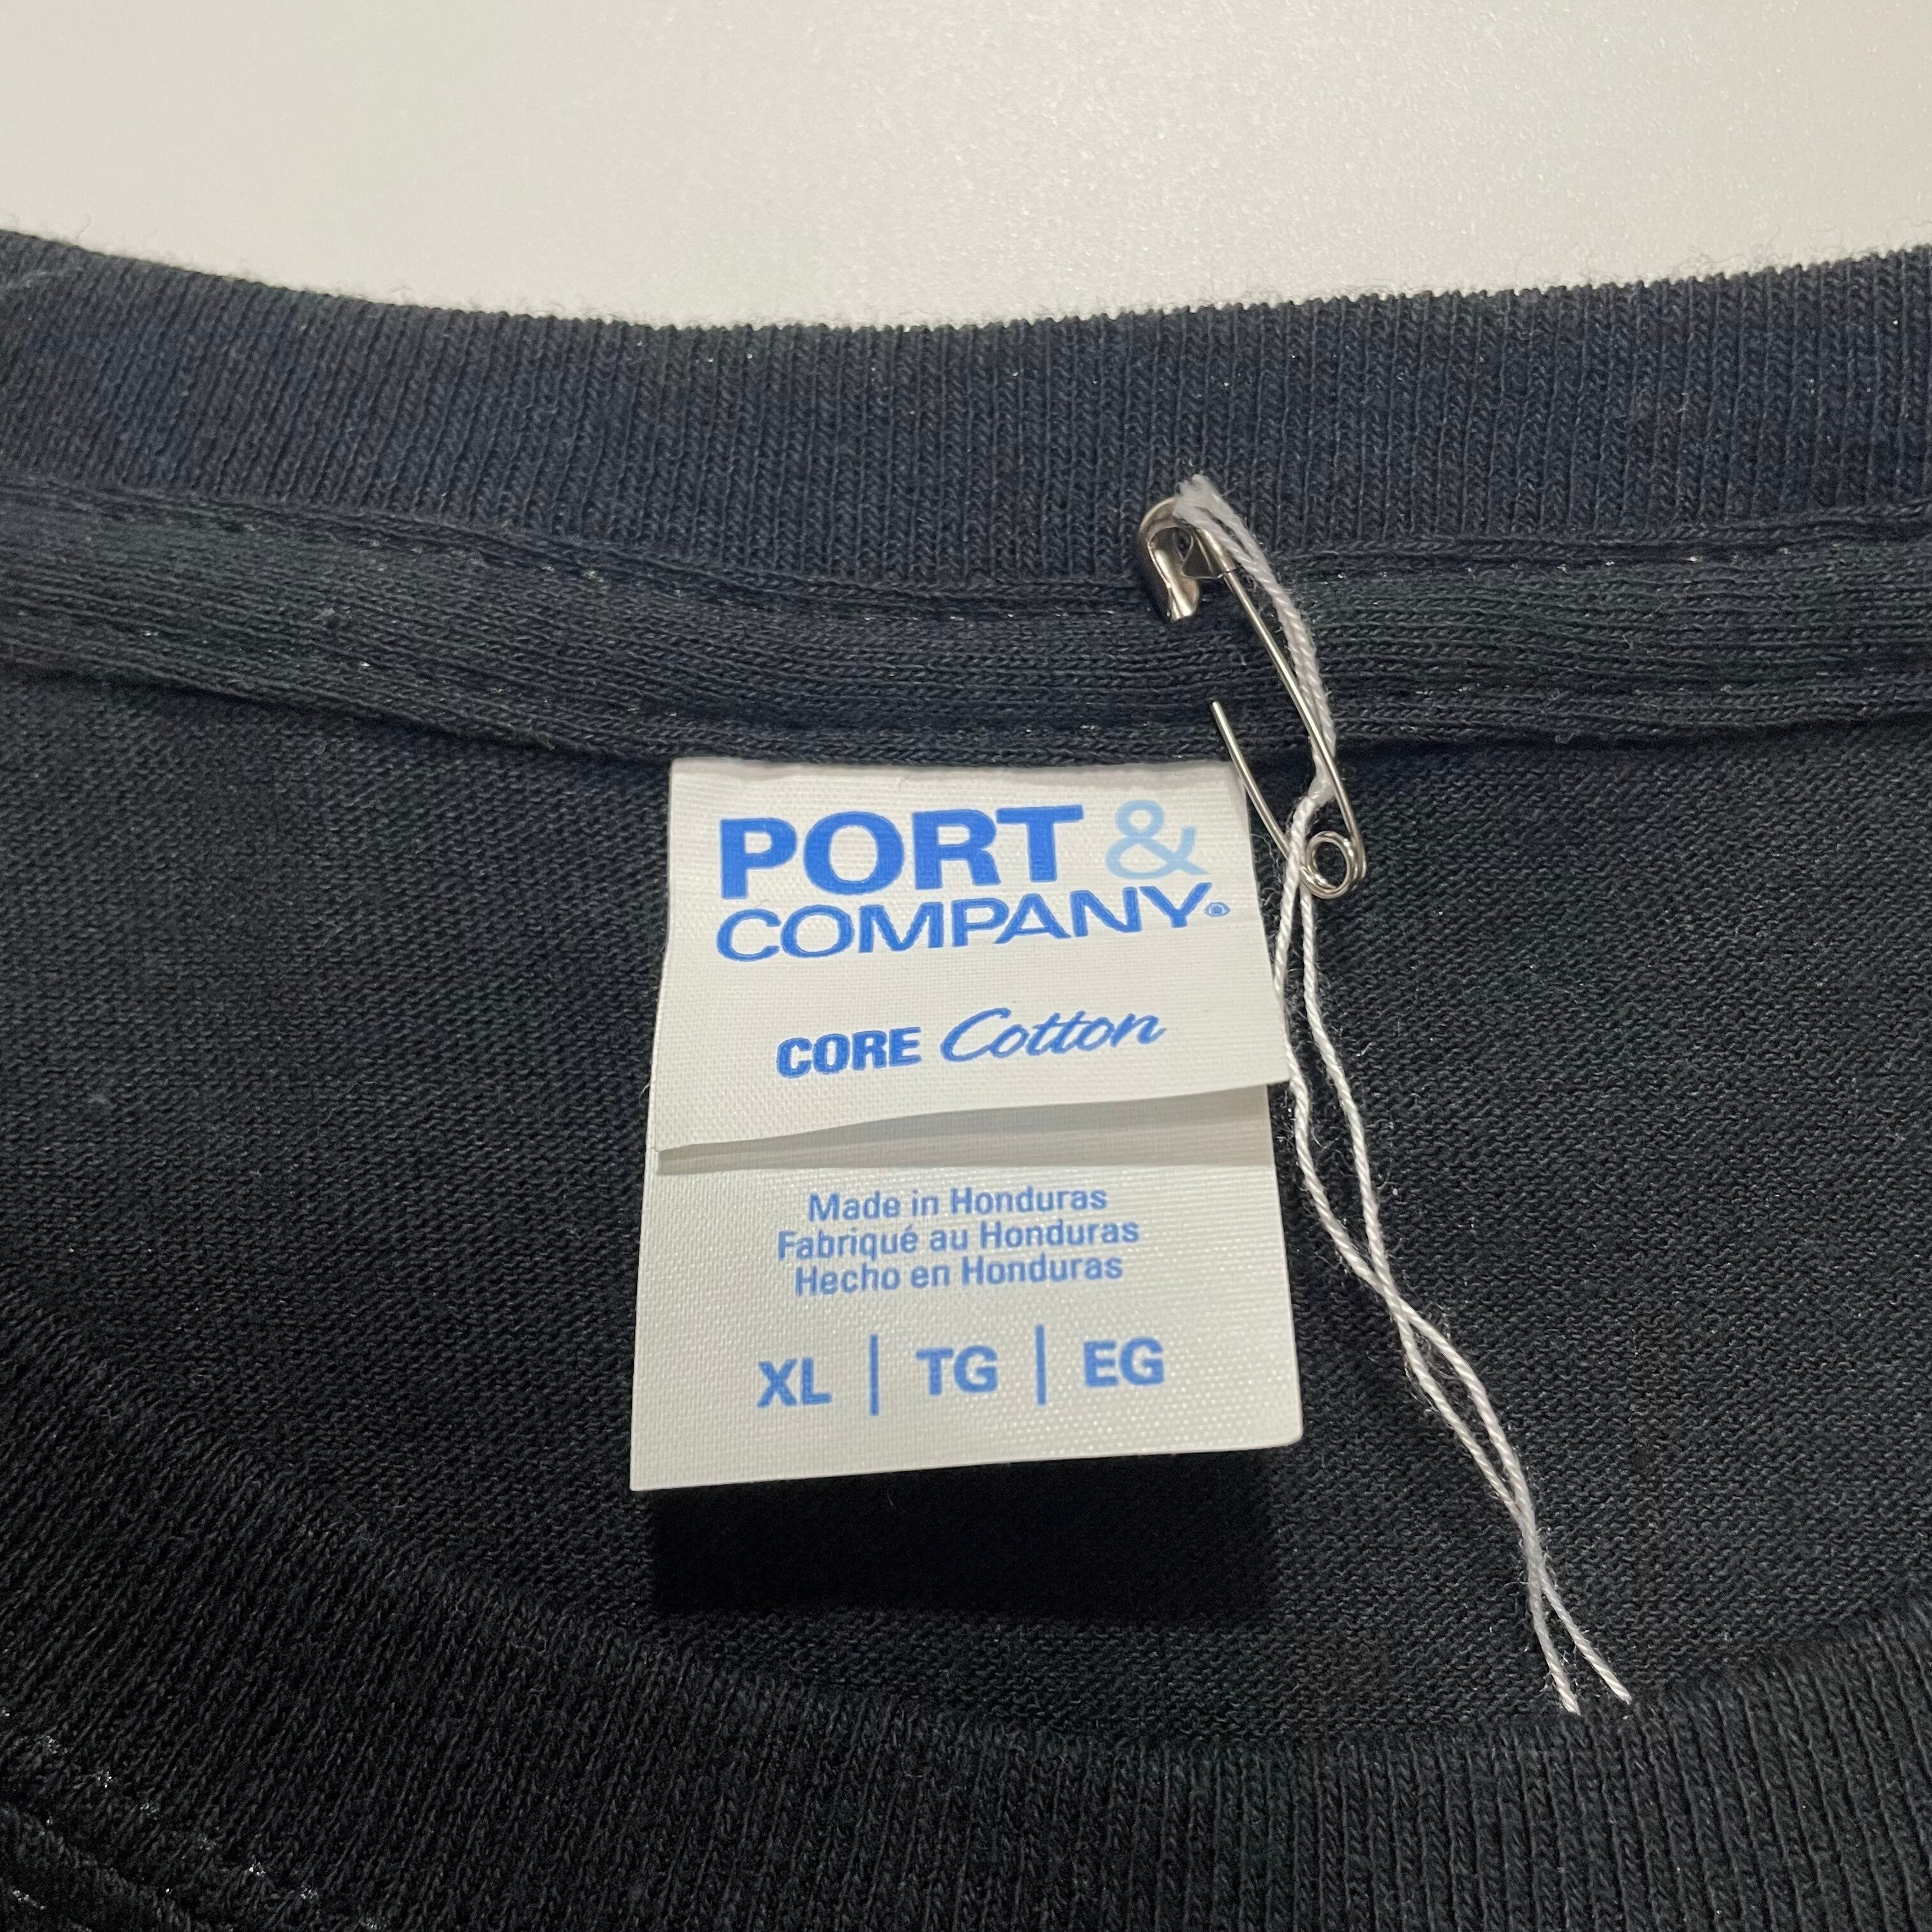 PORT &
COMPANY®
CORE Cotton
Made in Honduras
Fabriqué au Honduras
Hecho en Honduras
XL | TG | EG